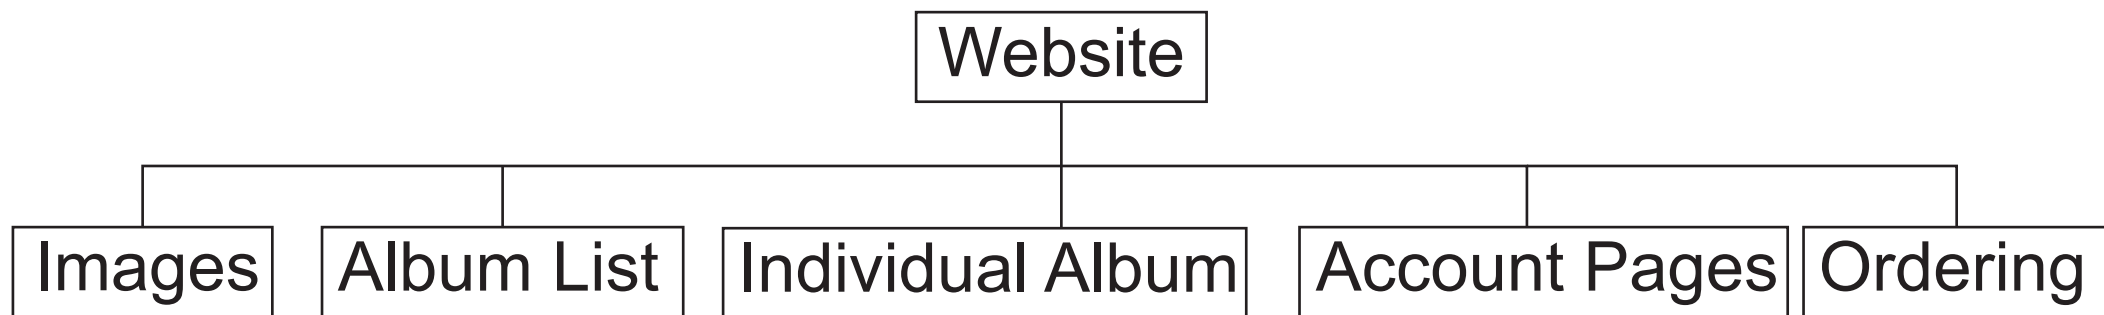 Website
Images
Album List
Individual Album
Account Pages
Ordering